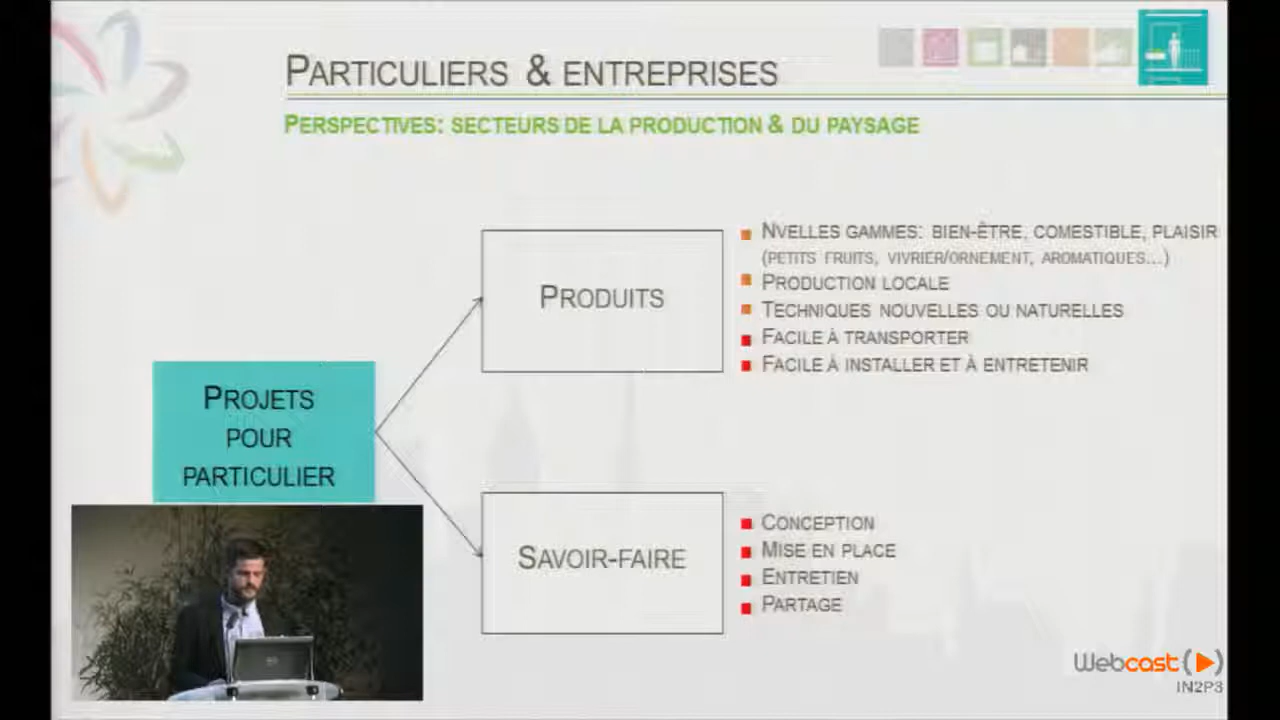 PARTICULIERS & ENTREPRISES
PERSPECTIVES: SECTEURS DE LA PRODUCTION & DU PAYSAGE
PROJETS
POUR
PARTICULIER
PRODUITS
NVELLES GAMMES: BIEN-ÊTRE, COMESTIBLE, PLAISIR
(PETITS FRUITS, VIVRIER/ORNEMENT, AROMATIQUES...)
PRODUCTION LOCALE
TECHNIQUES NOUVELLES OU NATURELLES
FACILE À TRANSPORTER
FACILE À INSTALLER ET À ENTRETENIR
SAVOIR-FAIRE
CONCEPTION
MISE EN PLACE
ENTRETIEN
PARTAGE
Webcast
IN2P3